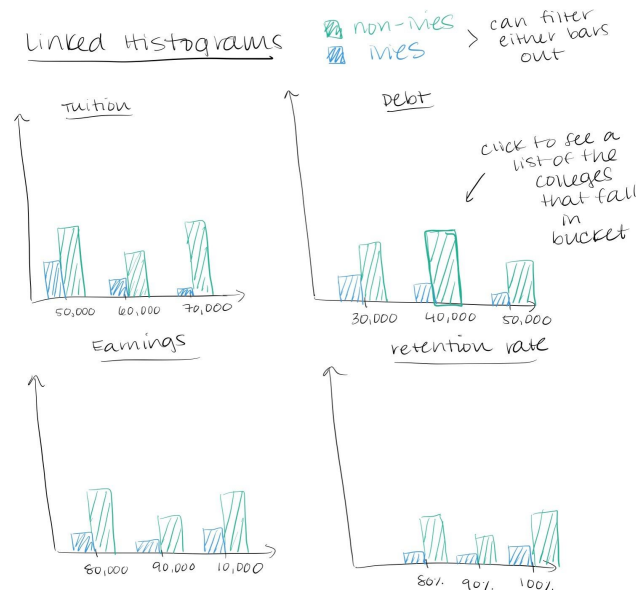 Linked Histograms
non-ivies
ivies
> can filter
either bars
out
Tuition
50,000 60,000 70,000
Debt
click to see a
list of the
colleges
that fall
in
bucket
30,000 40,000 50,000
Earnings
80,000 90,000 10,000
retention rate
80% 90% 100%